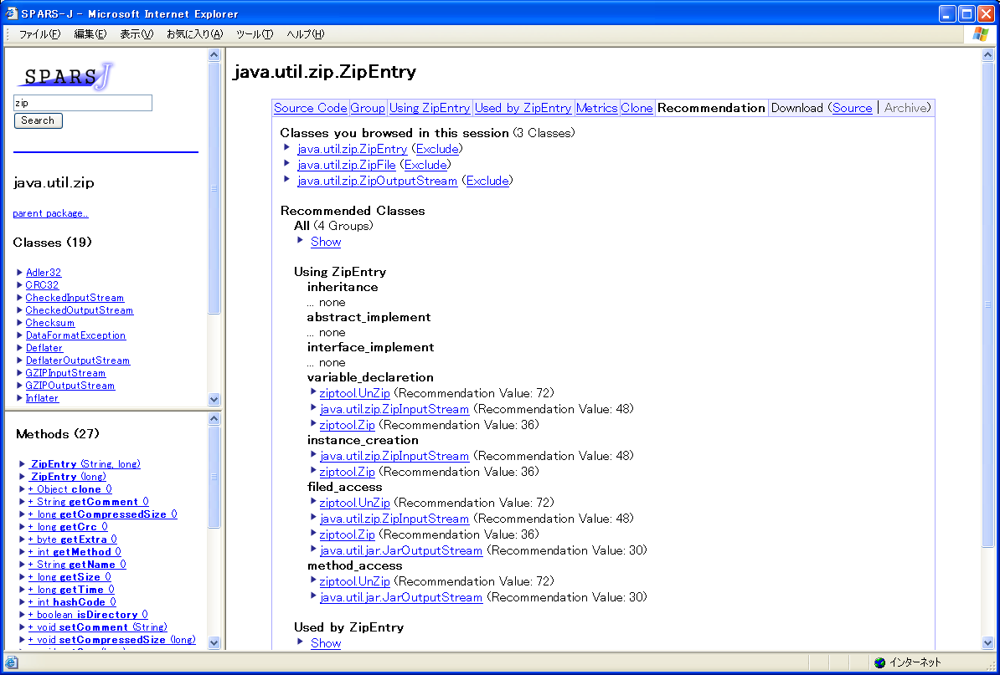 SPARS-J - Microsoft Internet Explorer
ファイル(F) 編集(E) 表示(V) お気に入り(A) ツール(T) ヘルプ(H)
SPARS J
zip
Search
java.util.zip
parent package..
Classes (19)
Adler32
CRC32
CheckedInputStream
CheckedOutputStream
Checksum
DataFormatException
Deflater
DeflaterOutputStream
GZIPInputStream
GZIPOutputStream
Inflater
Methods (27)
ZipEntry (String, long)
ZipEntry (long)
+ Object clone ()
+ String getComment ()
+ long getCompressedSize ()
+ long getCrc ()
+ byte getExtra ()
+ int getMethod ()
+ String getName ()
+ long getSize ()
+ long getTime ()
+ int hashCode ()
+ boolean isDirectory ()
+ void setComment (String)
+ void setCompressedSize (long)
java.util.zip.ZipEntry
Source Code Group Using ZipEntry Used by ZipEntry Metrics Clone Recommendation Download (Source | Archive)
Classes you browsed in this session (3 Classes)
java.util.zip.ZipEntry (Exclude)
java.util.zip.ZipFile (Exclude)
java.util.zip.ZipOutputStream (Exclude)
Recommended Classes
All (4 Groups)
Show
Using ZipEntry
inheritance
... none
abstract_implement
... none
interface_implement
... none
variable_declaretion
ziptool.UnZip (Recommendation Value: 72)
java.util.zip.ZipInputStream (Recommendation Value: 48)
ziptool.Zip (Recommendation Value: 36)
instance_creation
java.util.zip.ZipInputStream (Recommendation Value: 48)
ziptool.Zip (Recommendation Value: 36)
filed_access
ziptool.UnZip (Recommendation Value: 72)
java.util.zip.ZipInputStream (Recommendation Value: 48)
ziptool.Zip (Recommendation Value: 36)
java.util.jar.JarOutputStream (Recommendation Value: 30)
method_access
ziptool.UnZip (Recommendation Value: 72)
java.util.jar.JarOutputStream (Recommendation Value: 30)
Used by ZipEntry
Show
インターネット